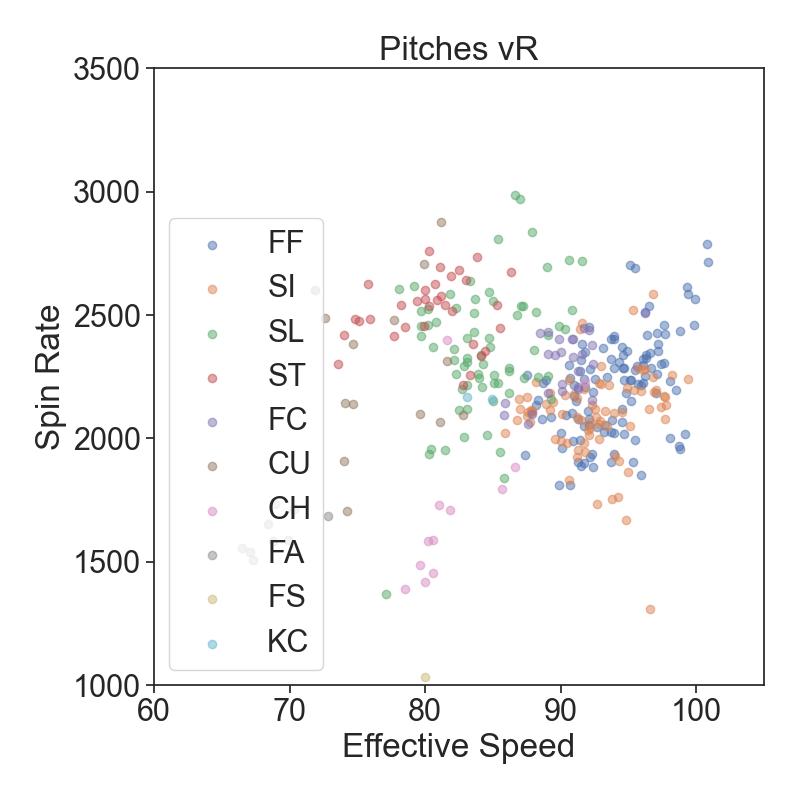 Pitches vR
3500
3000
2500
2000
1500
1000
Spin Rate
FF
SI
SL
ST
FC
CU
CH
FA
FS
KC
60 70 80 90 100
Effective Speed